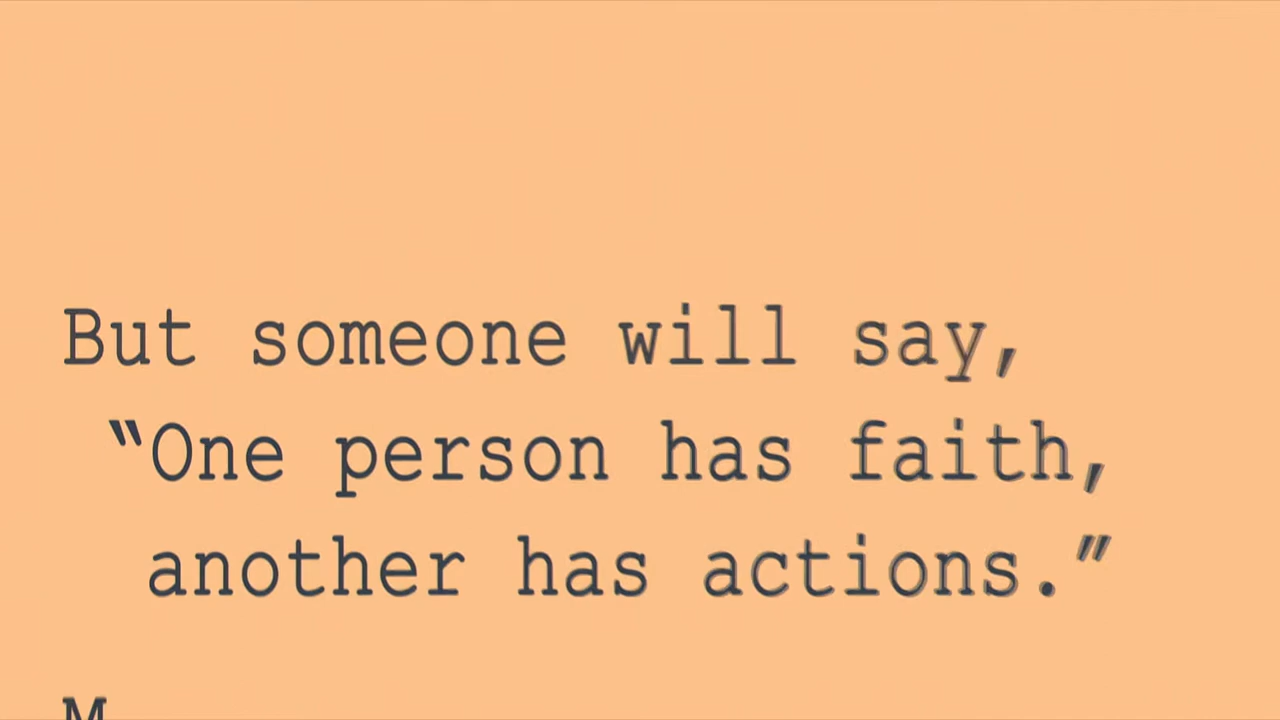 But someone will say,
“One person has faith,
another has actions.”
M